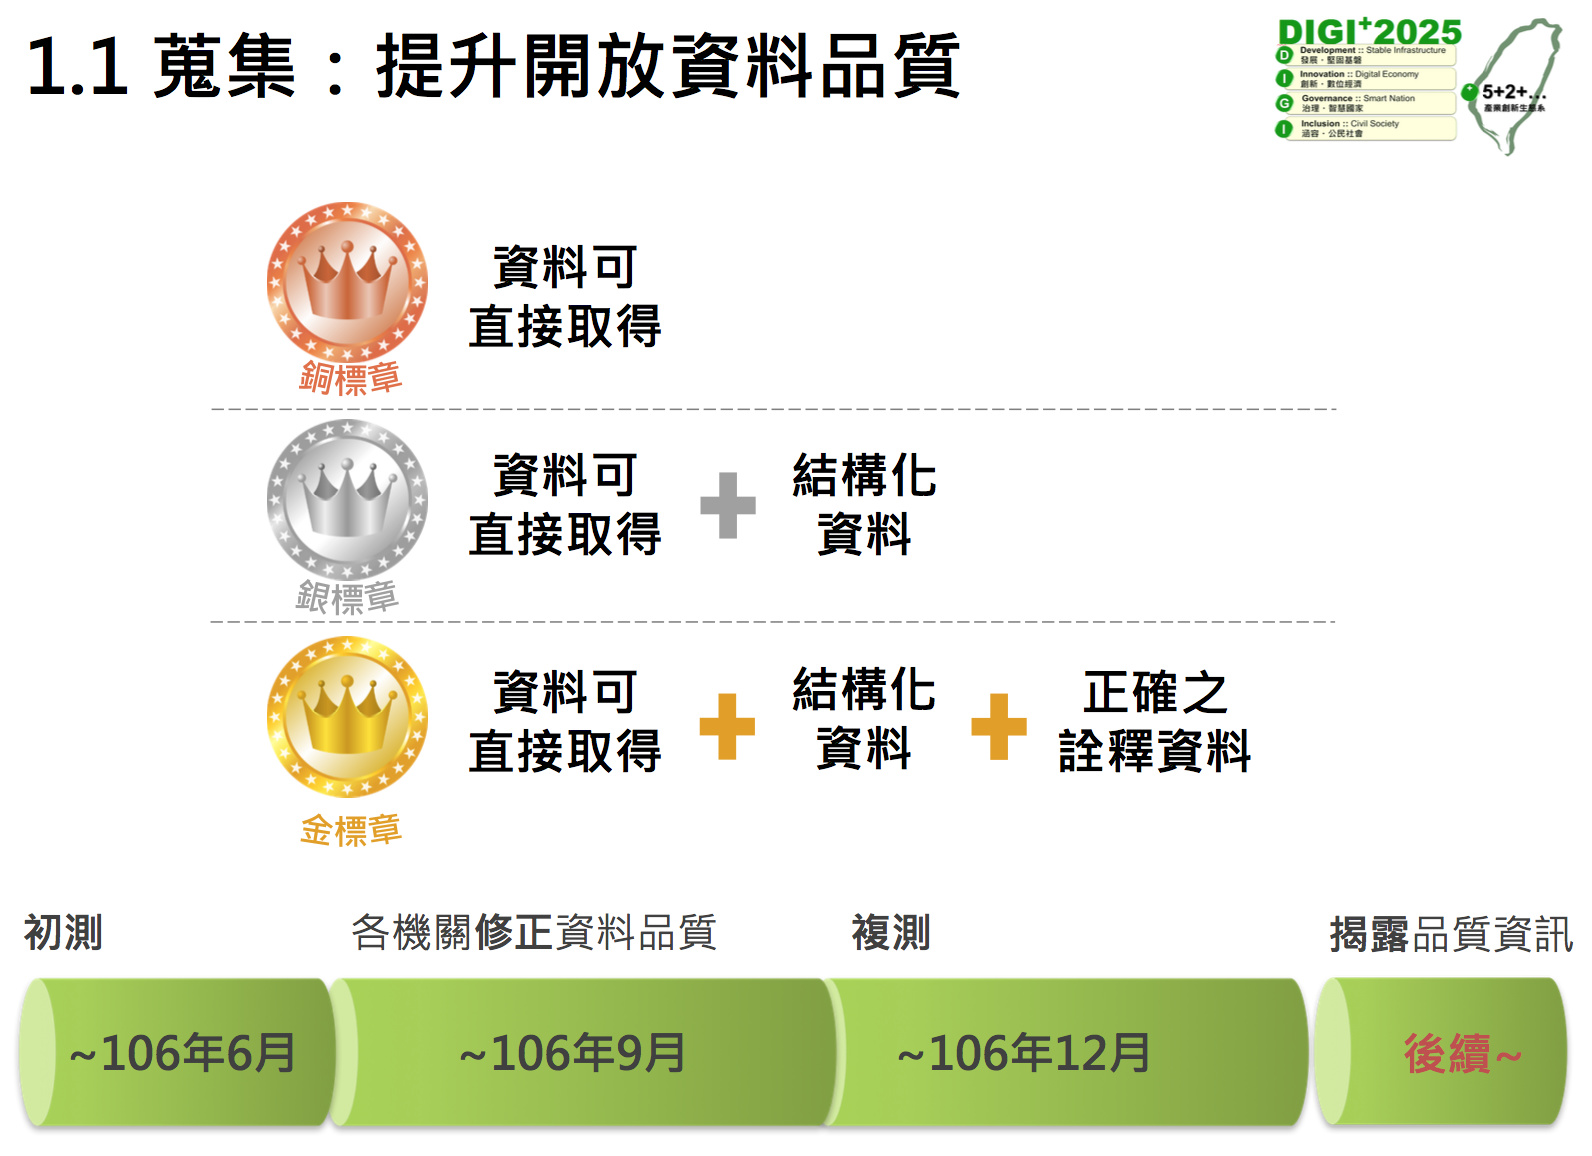 1.1 蒐集：提升開放資料品質
DIGI+2025
D Development :: Stable Infrastructure
發展．堅固基盤
I Innovation :: Digital Economy
創新．數位經濟
G Governance :: Smart Nation
治理．智慧國家
I Inclusion :: Civil Society
涵容．公民社會
5+2+...
產業創新生態系
資料可
直接取得
銅標章
資料可
直接取得
結構化
資料
銀標章
資料可
直接取得
結構化
資料
正確之
詮釋資料
金標章
初測
各機關修正資料品質
複測
揭露品質資訊
~106年6月
~106年9月
~106年12月
後續~